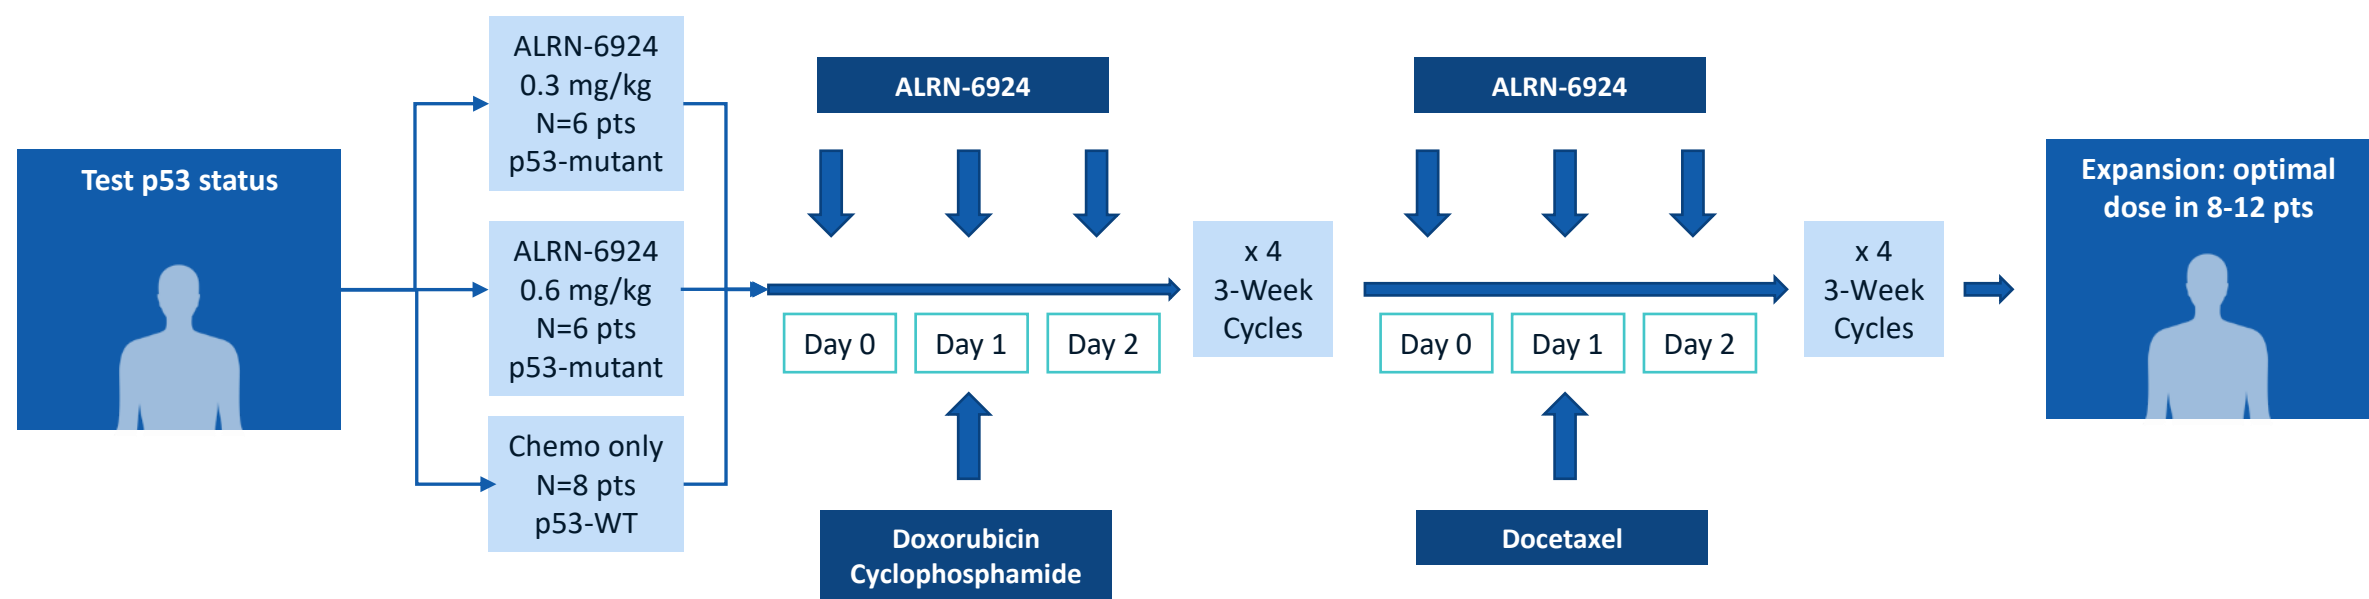 Test p53 status
ALRN-6924
0.3 mg/kg
N=6 pts
p53-mutant
ALRN-6924
0.6 mg/kg
N=6 pts
p53-mutant
Chemo only
N=8 pts
p53-WT
ALRN-6924
Day 0
Day 1
Day 2
Doxorubicin
Cyclophosphamide
x 4
3-Week
Cycles
ALRN-6924
Day 0
Day 1
Day 2
Docetaxel
x 4
3-Week
Cycles
Expansion: optimal
dose in 8-12 pts